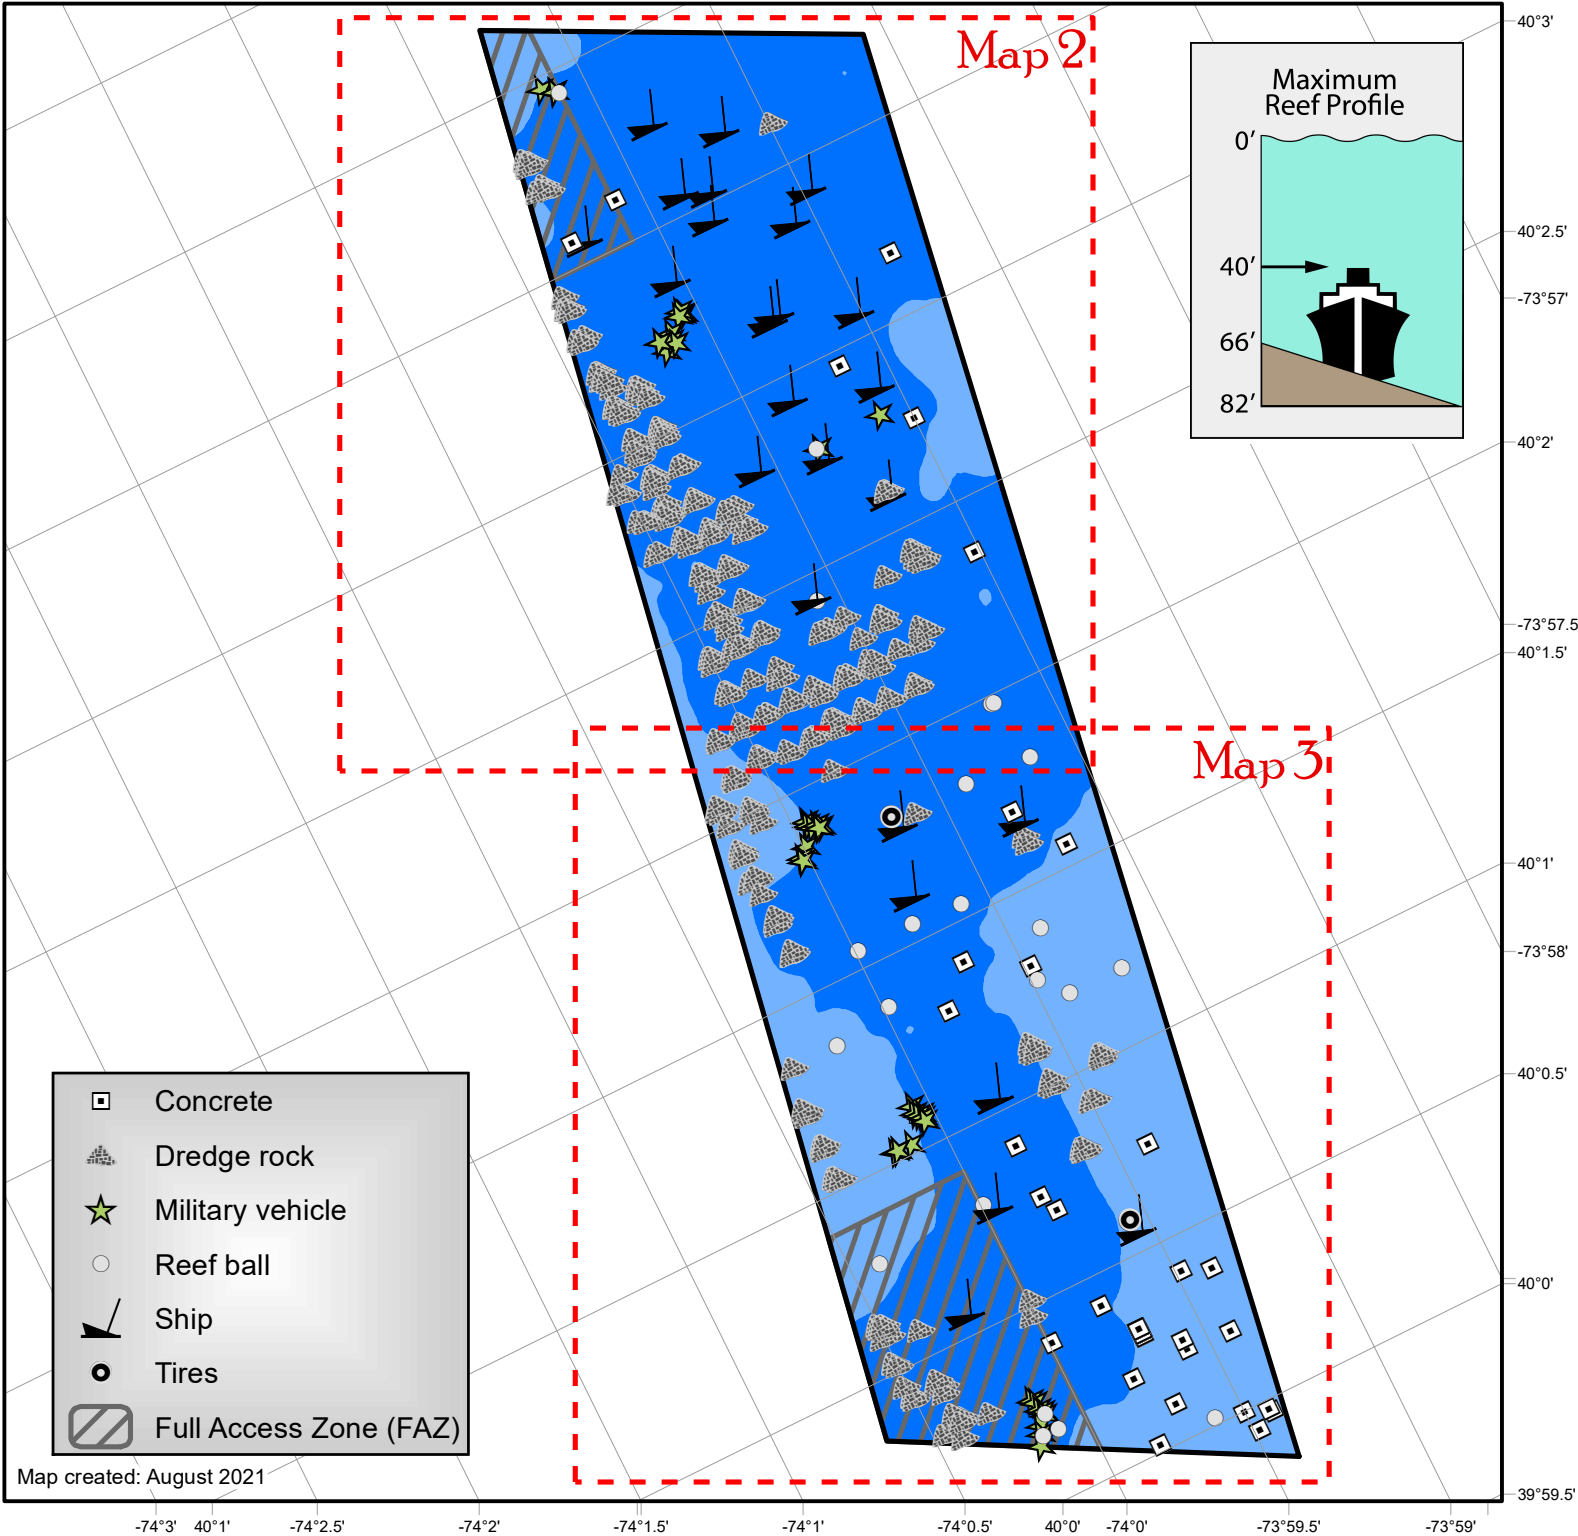 Map 2
Map 3
Maximum
Reef Profile
0'
40'
66'
82'
40°3'
40°2.5'
-73°57'
40°2'
-73°57.5
40°1.5'
40°1'
-73°58'
40°0.5'
40°0'
39°59.5'
Concrete
Dredge rock
Military vehicle
Reef ball
Ship
Tires
Full Access Zone (FAZ)
Map created: August 2021
-74°3' 40°1' -74°2.5' -74°2' -74°1.5' -74°1' -74°0.5' 40°0' -74°0' -73°59.5' -73°59'